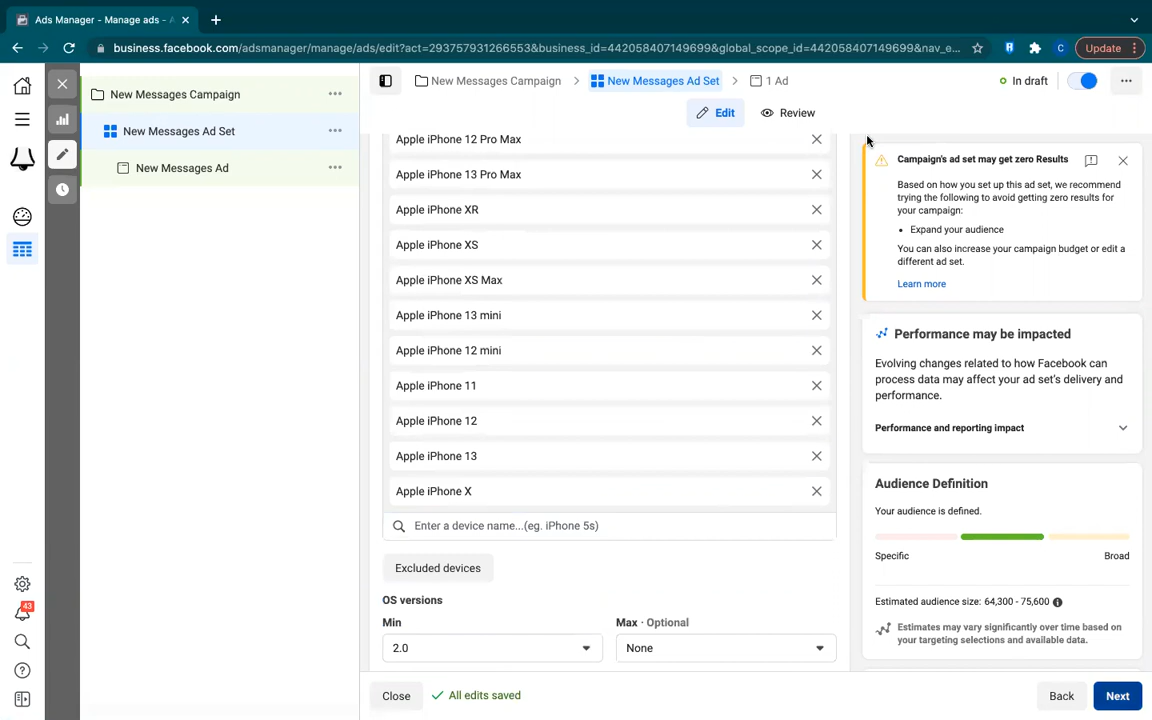 Ads Manager - Manage ads - A
business.facebook.com/adsmanager/manage/ads/edit?act=293757931266553&business_id=442058407149699&global_scope_id=442058407149699&nav_e...
C
Update
New Messages Campaign
New Messages Ad Set
New Messages Ad
New Messages Campaign
New Messages Ad Set
1 Ad
In draft
Edit
Review
Apple iPhone 12 Pro Max
Apple iPhone 13 Pro Max
Apple iPhone XR
Apple iPhone XS
Apple iPhone XS Max
Apple iPhone 13 mini
Apple iPhone 12 mini
Apple iPhone 11
Apple iPhone 12
Apple iPhone 13
Apple iPhone X
Enter a device name...(eg. iPhone 5s)
Excluded devices
OS versions
Min
Max · Optional
2.0
None
Campaign's ad set may get zero Results
Based on how you set up this ad set, we recommend
trying the following to avoid getting zero results for
your campaign:
• Expand your audience
You can also increase your campaign budget or edit a
different ad set.
Learn more
Performance may be impacted
Evolving changes related to how Facebook can
process data may affect your ad set's delivery and
performance.
Performance and reporting impact
Audience Definition
Your audience is defined.
Specific
Broad
Estimated audience size: 64,300 - 75,600
Estimates may vary significantly over time based on
your targeting selections and available data.
43
Close
All edits saved
Back
Next